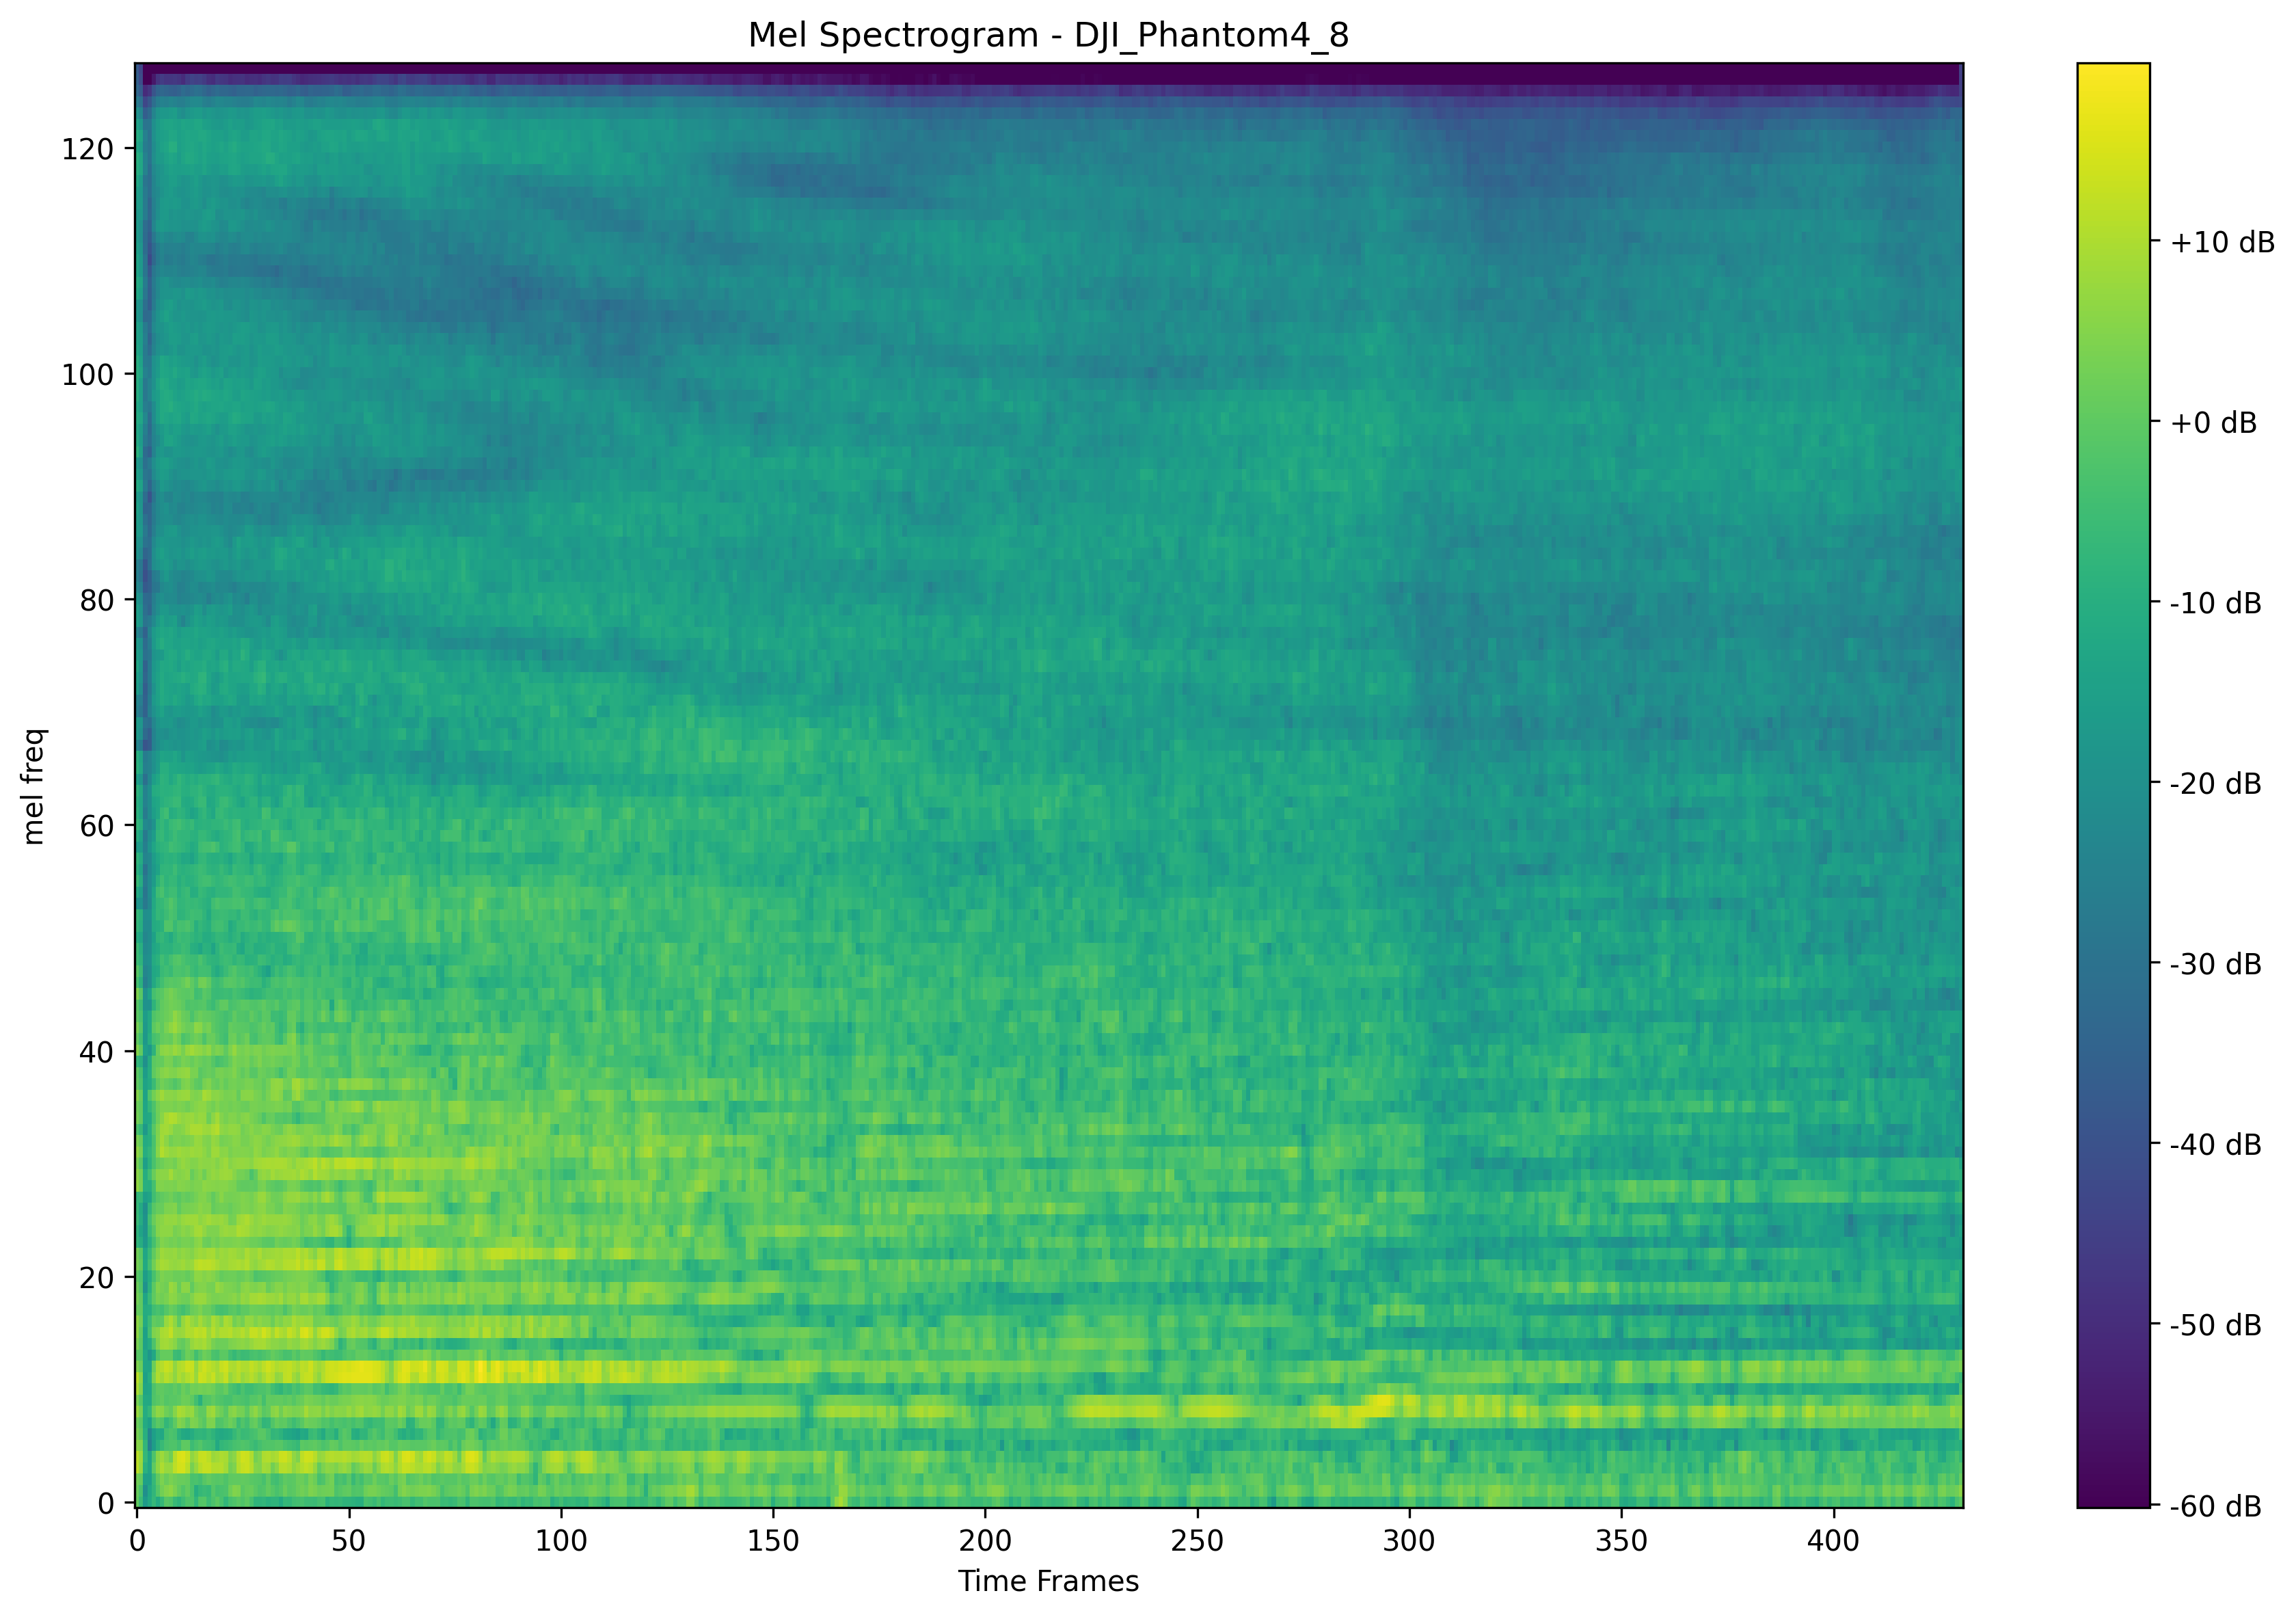 Mel Spectrogram - DJI_Phantom4_8
mel freq
120
100
80
60
40
20
0
0 50 100 150 200 250 300 350 400
Time Frames
+10 dB
+0 dB
-10 dB
-20 dB
-30 dB
-40 dB
-50 dB
-60 dB